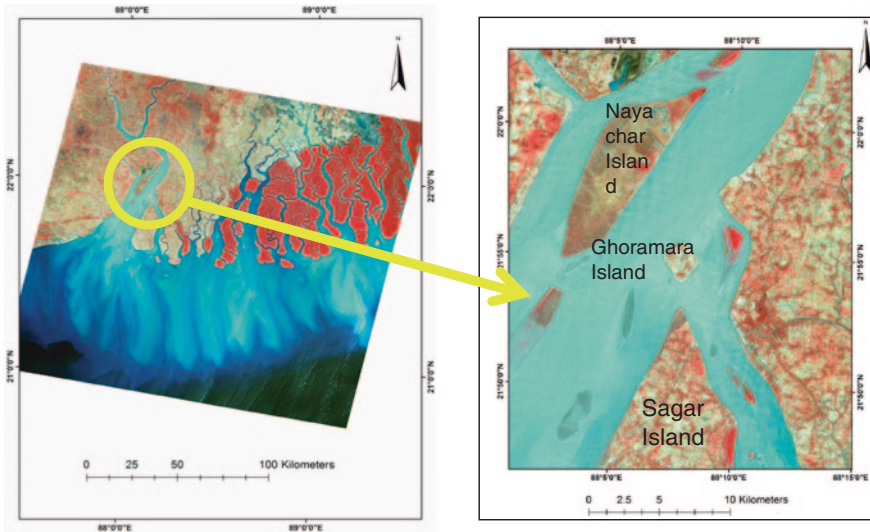 88°0'0"E
89°0'0"E
N
22°0'0"N
22°0'0"N
21°0'0"N
21°0'0"N
0 25 50 100 Kilometers
88°0'0"E
89°0'0"E
88°5'0"E
88°10'0"E
N
22°0'0"N
22°0'0"N
Naya
char
Islan
d
Ghoramara
Island
21°55'0"N
21°55'0"N
21°50'0"N
21°50'0"N
Sagar
Island
88°5'0"E
88°10'0"E
88°15'0"E
0 2.5 5 10 Kilometers